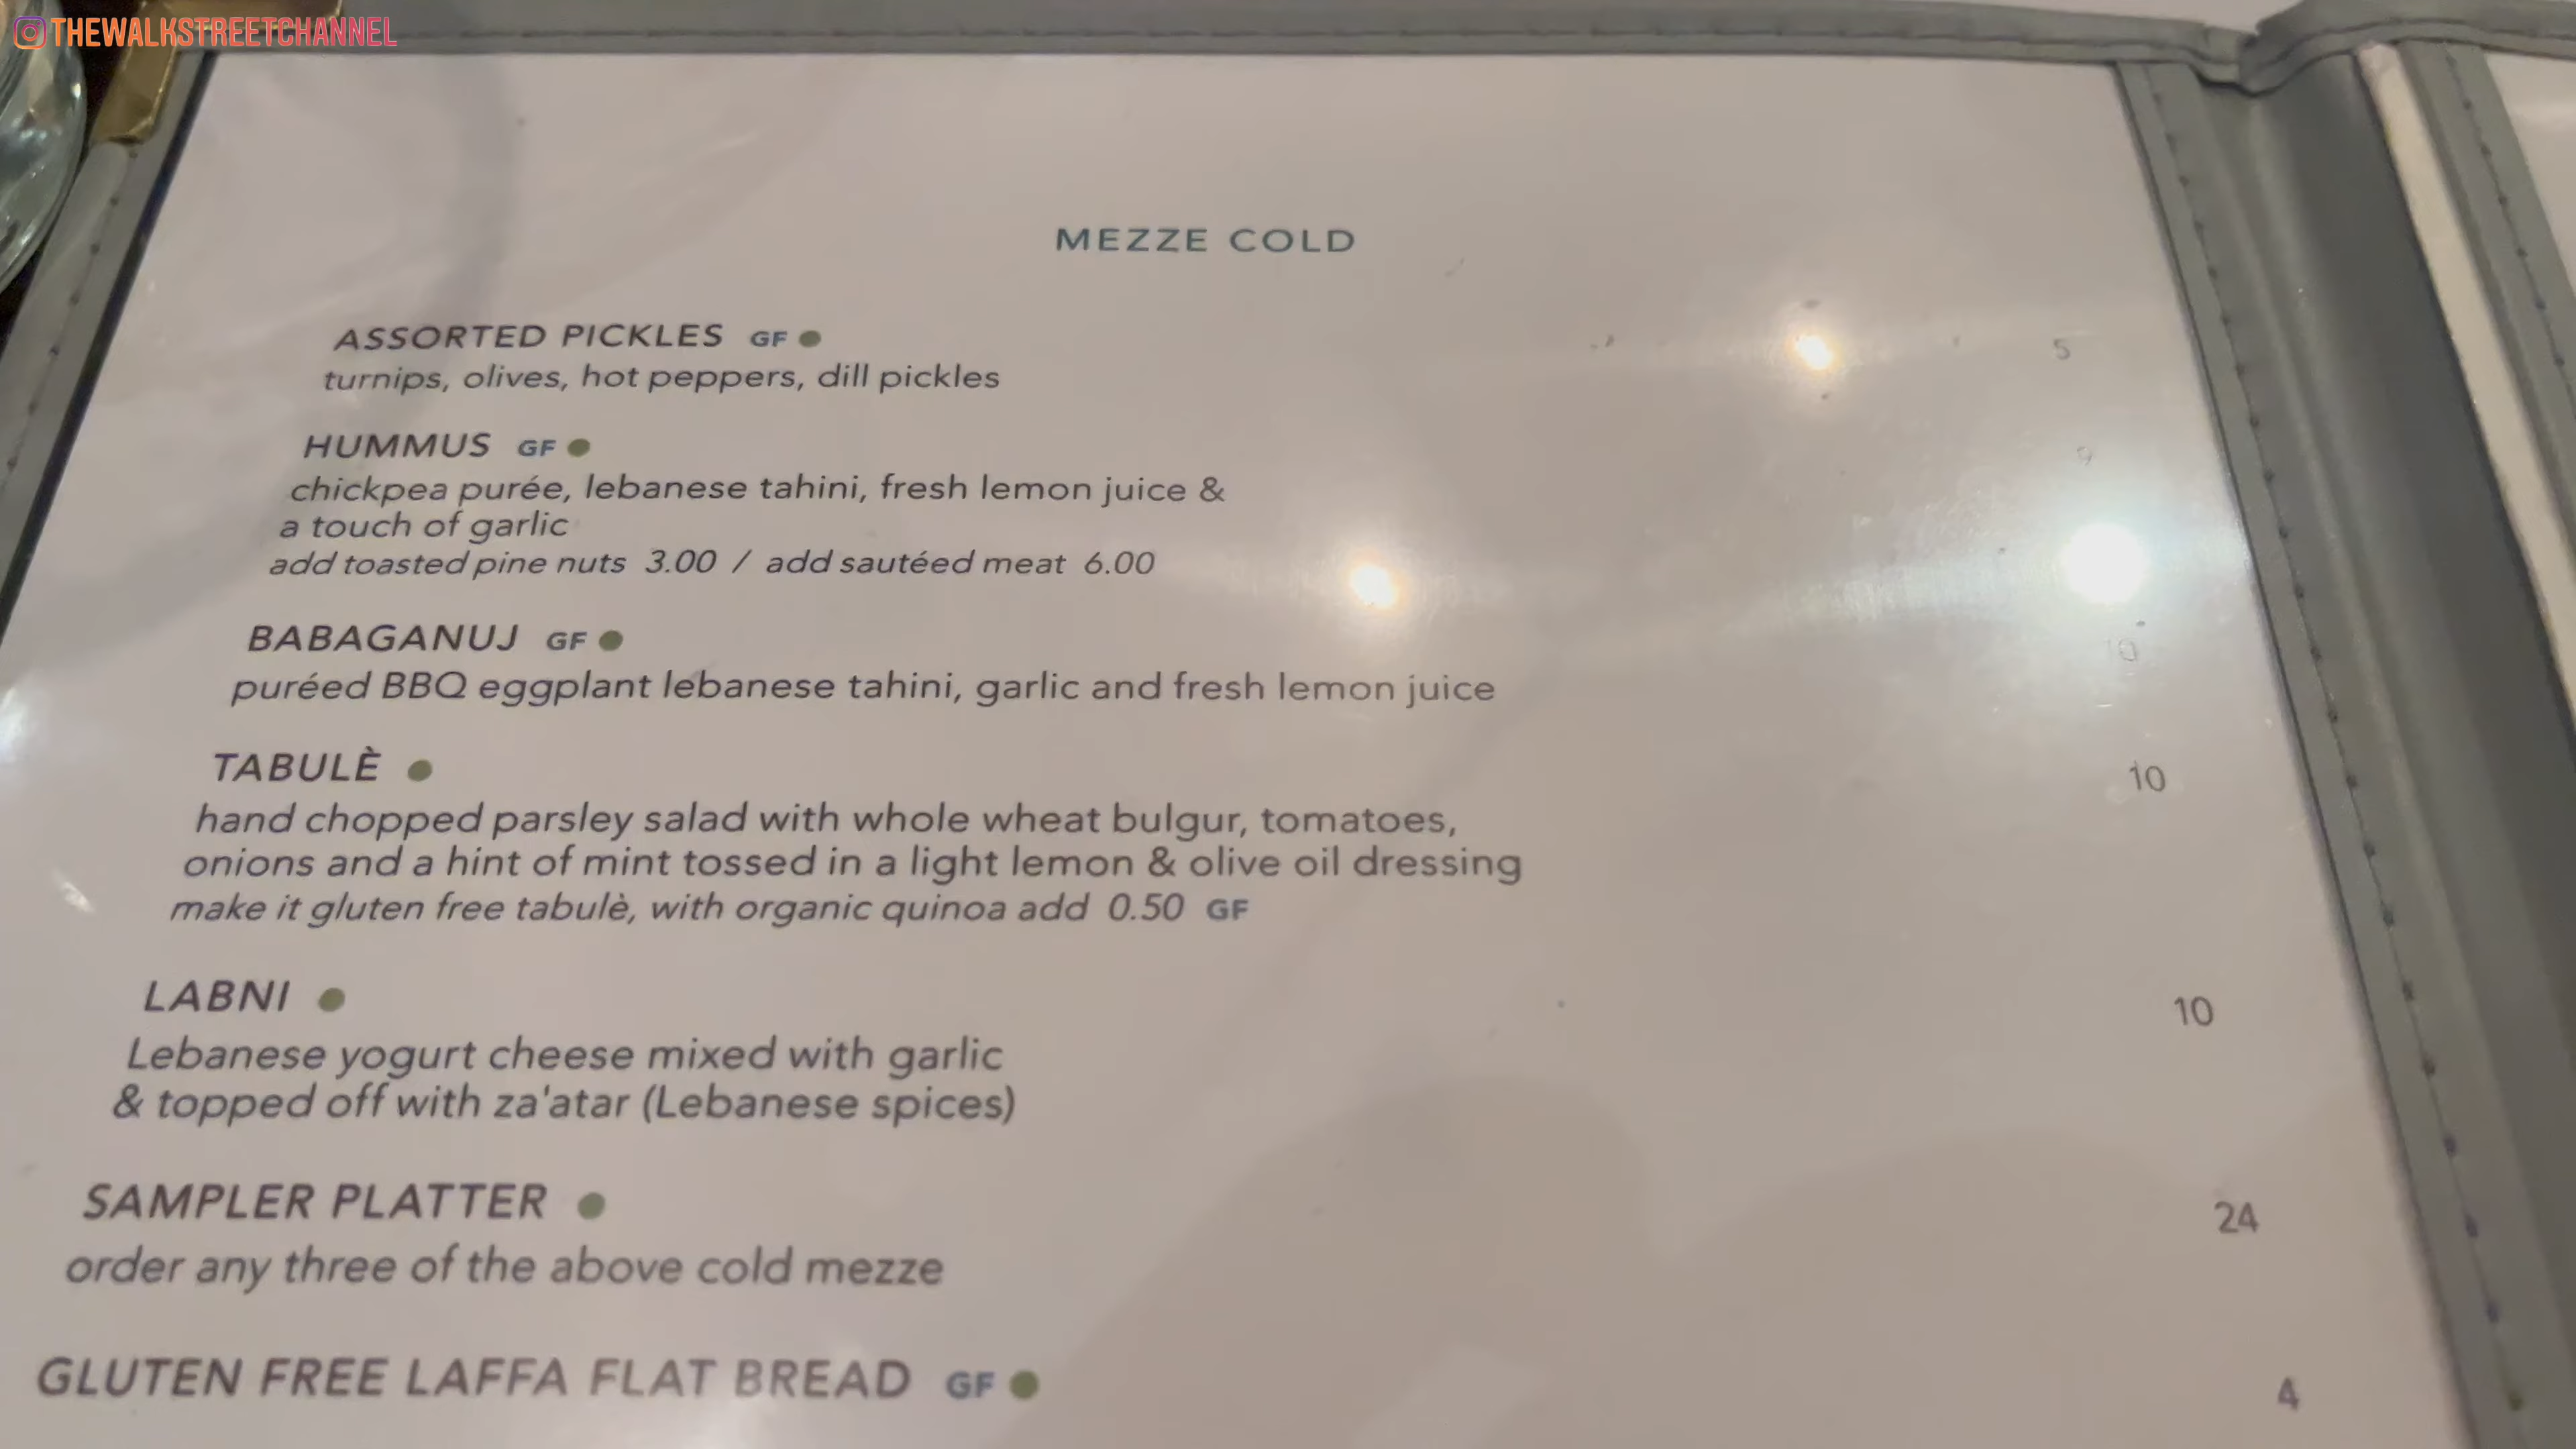 THEWALKSTREETCHANNEL
MEZZE COLD
ASSORTED PICKLES GF 5
turnips, olives, hot peppers, dill pickles
HUMMUS GF 9
chickpea purée, lebanese tahini, fresh lemon juice &
a touch of garlic
add toasted pine nuts 3.00 / add sautéed meat 6.00
BABAGANUJ GF 10
puréed BBQ eggplant lebanese tahini, garlic and fresh lemon juice
TABULÈ 10
hand chopped parsley salad with whole wheat bulgur, tomatoes,
onions and a hint of mint tossed in a light lemon & olive oil dressing
make it gluten free tabulè, with organic quinoa add 0.50 GF
LABNI 10
Lebanese yogurt cheese mixed with garlic
& topped off with za'atar (Lebanese spices)
SAMPLER PLATTER 24
order any three of the above cold mezze
GLUTEN FREE LAFFA FLAT BREAD GF 4